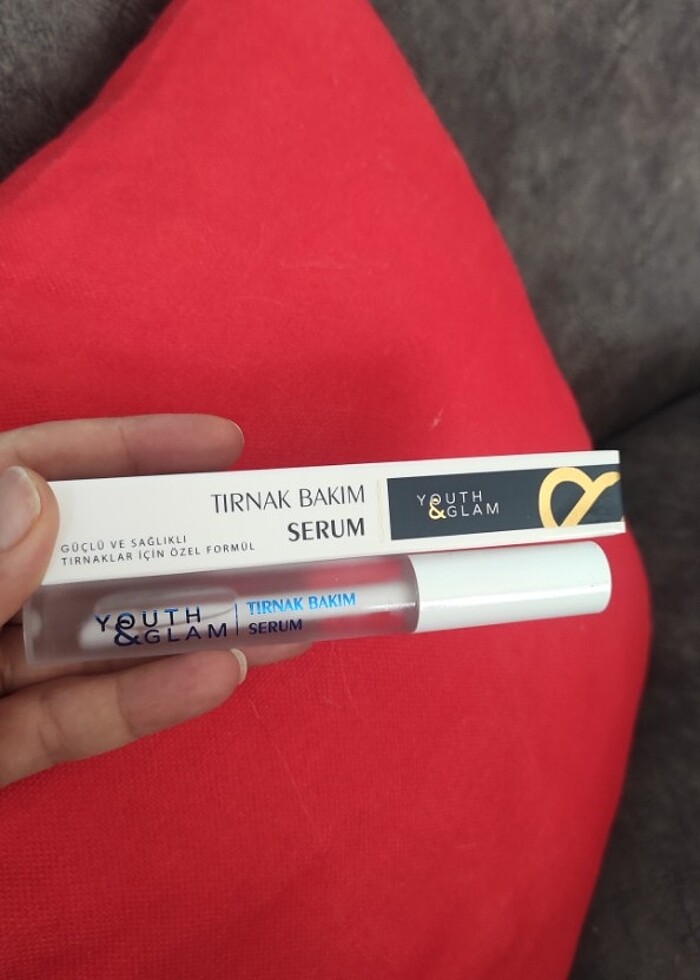 TIRNAK BAKIM
SERUM
GÜÇLÜ VE SAĞLIKLI
TIRNAKLAR İÇİN ÖZEL FORMÜL
YOUTH
&GLAM
YOUTH
&GLAM
TIRNAK BAKIM
SERUM